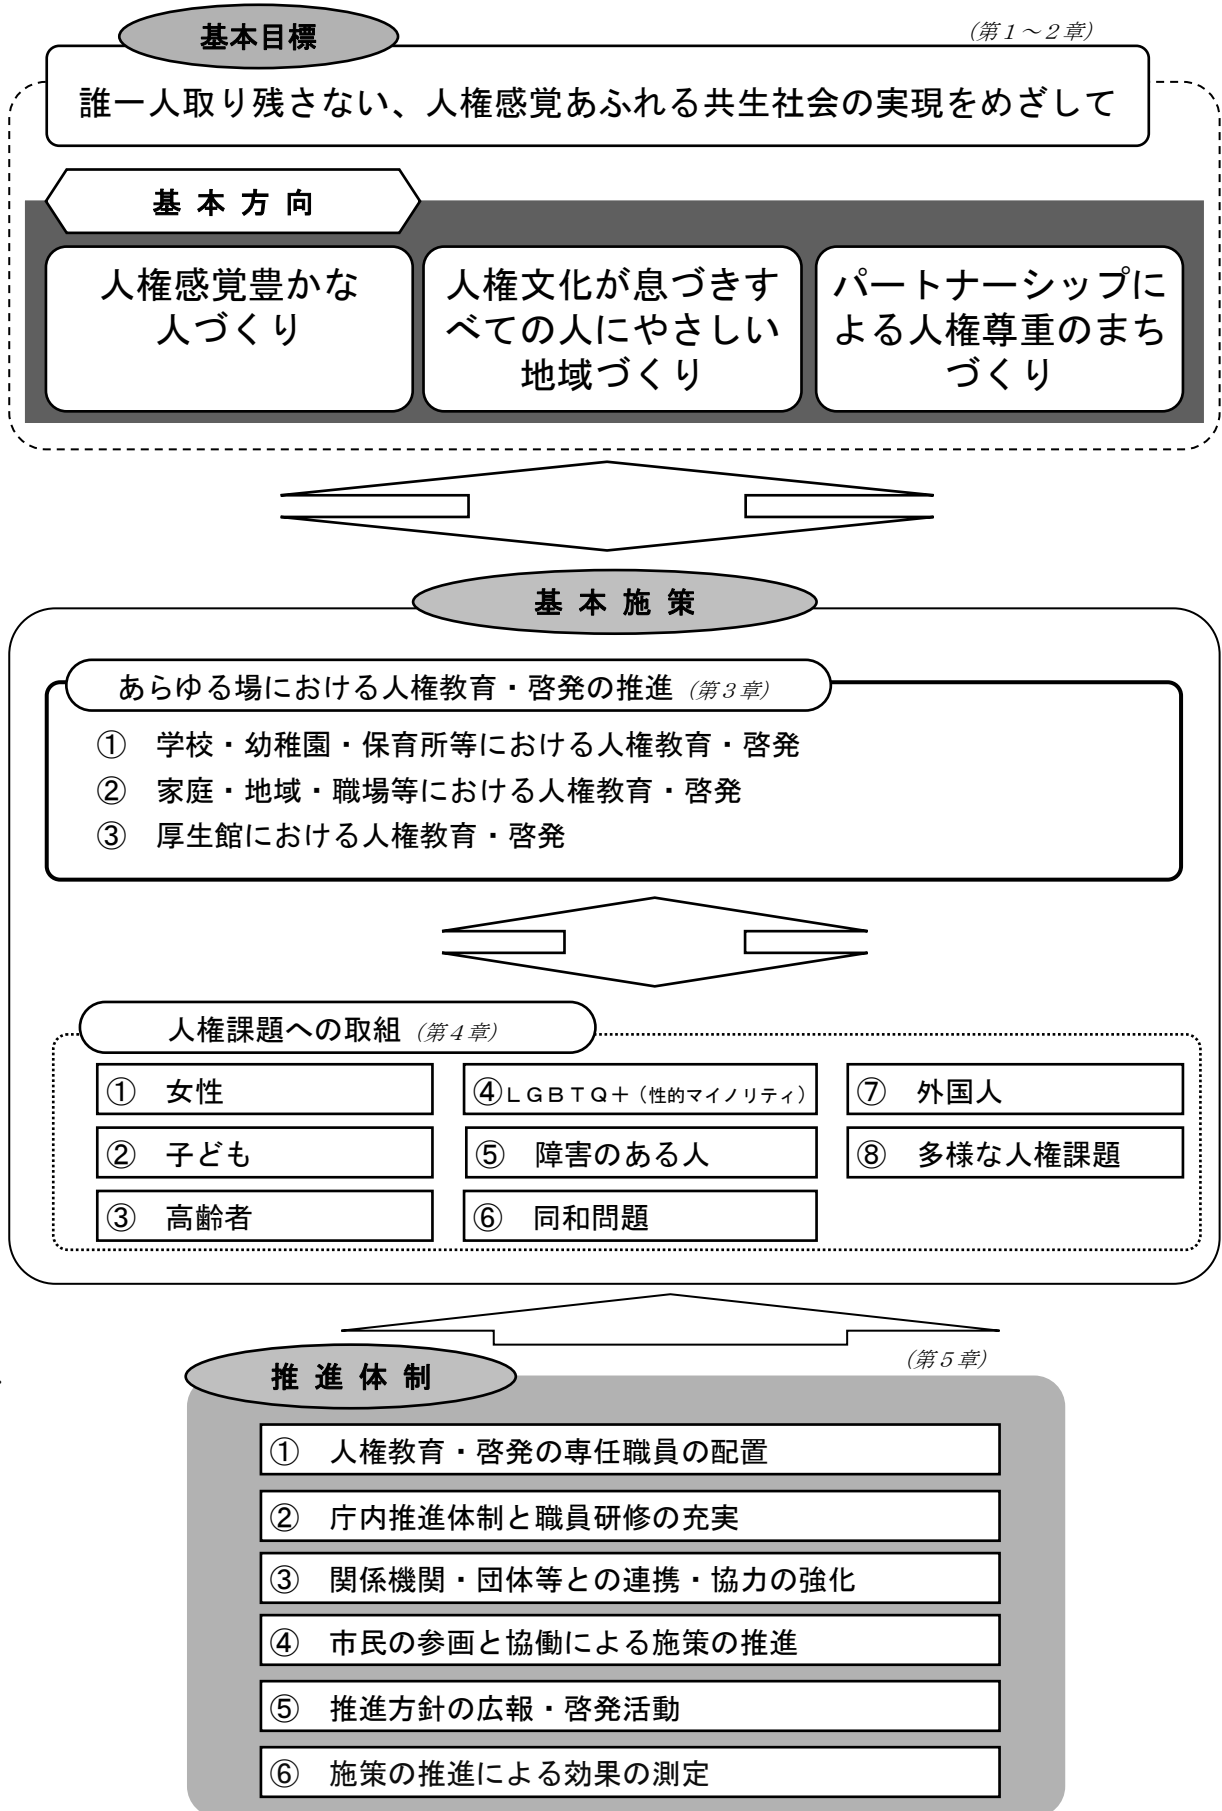 基本目標
(第１～２章)
誰一人取り残さない、人権感覚あふれる共生社会の実現をめざして
基本方向
人権感覚豊かな
人づくり
人権文化が息づきす
べての人にやさしい
地域づくり
パートナーシップに
よる人権尊重のまち
づくり
基本施策
あらゆる場における人権教育・啓発の推進 (第３章)
① 学校・幼稚園・保育所等における人権教育・啓発
② 家庭・地域・職場等における人権教育・啓発
③ 厚生館における人権教育・啓発
人権課題への取組 (第４章)
① 女性
② 子ども
③ 高齢者
④ＬＧＢＴＱ＋（性的マイノリティ）
⑤ 障害のある人
⑥ 同和問題
⑦ 外国人
⑧ 多様な人権課題
推進体制
(第５章)
① 人権教育・啓発の専任職員の配置
② 庁内推進体制と職員研修の充実
③ 関係機関・団体等との連携・協力の強化
④ 市民の参画と協働による施策の推進
⑤ 推進方針の広報・啓発活動
⑥ 施策の推進による効果の測定